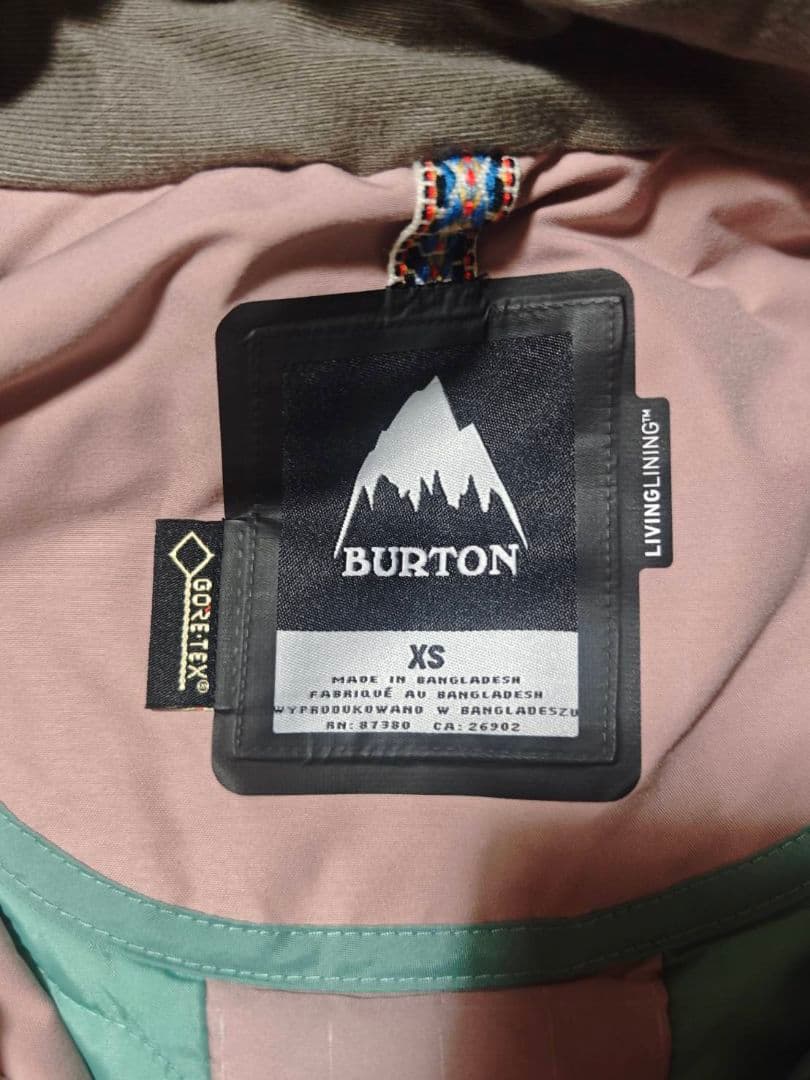 BURTON
XS
MADE IN BANGLADESH
FABRIQUÉ AU BANGLADESH
WYPRODUKOWANO W BANGLADESZU
RN: 87380 CA: 26902
GORE-TEX®
LIVINGLINING™